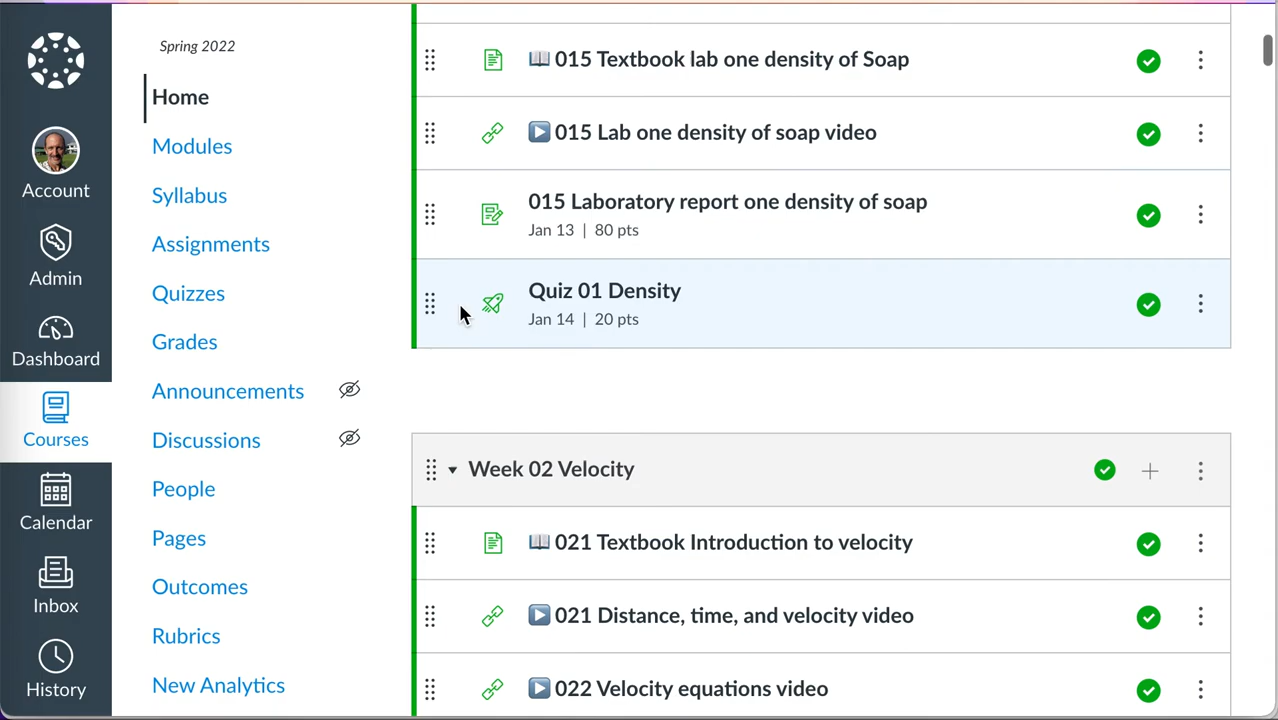 Account
Admin
Dashboard
Courses
Calendar
Inbox
History
Spring 2022
Home
Modules
Syllabus
Assignments
Quizzes
Grades
Announcements
Discussions
People
Pages
Outcomes
Rubrics
New Analytics
015 Textbook lab one density of Soap
015 Lab one density of soap video
015 Laboratory report one density of soap
Jan 13 | 80 pts
Quiz 01 Density
Jan 14 | 20 pts
Week 02 Velocity
021 Textbook Introduction to velocity
021 Distance, time, and velocity video
022 Velocity equations video